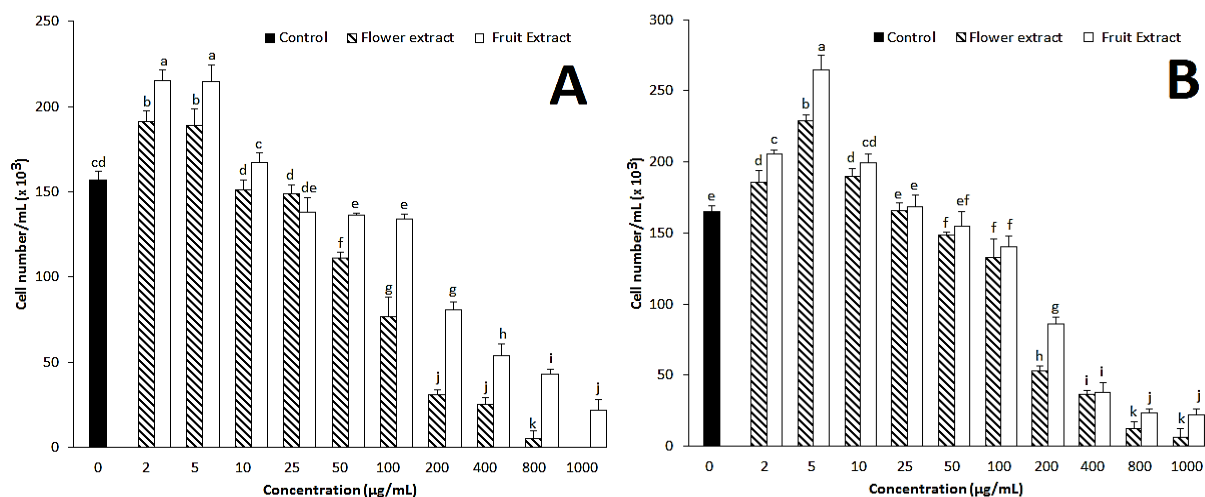 250
200
150
100
50
0
Cell number/mL (x 10³)
Control Flower extract Fruit Extract
A
cd b a b a d c d de f e g e j g j h k i j
0 2 5 10 25 50 100 200 400 800 1000
Concentration (µg/mL)
300
250
200
150
100
50
0
Cell number/mL (x 10³)
Control Flower extract Fruit Extract
B
e d c b a d cd e e f ef f f h g i i k j k j
0 2 5 10 25 50 100 200 400 800 1000
Concentration (µg/mL)